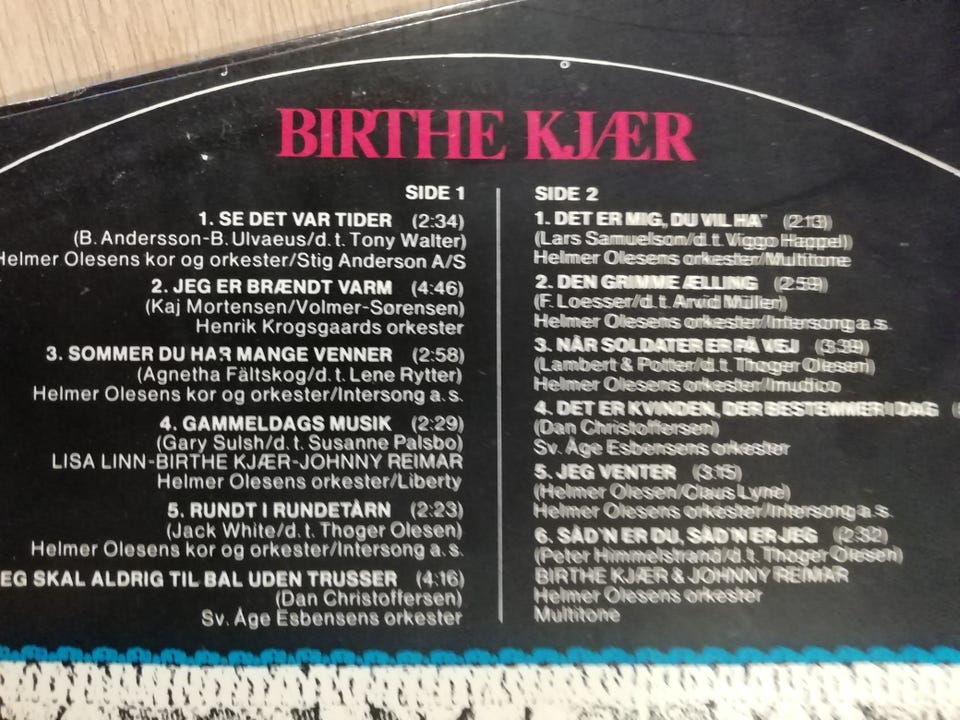 BIRTHE KJÆR
SIDE 1
1. SE DET VAR TIDER (2:34)
(B. Andersson-B. Ulvaeus/d. t. Tony Walter)
Helmer Olesens kor og orkester/Stig Anderson A/S
2. JEG ER BRÆNDT VARM (4:46)
(Kaj Mortensen/Volmer-Sørensen)
Henrik Krogsgaards orkester
3. SOMMER DU HAR MANGE VENNER (2:58)
(Agnetha Fältskog/d. t. Lene Rytter)
Helmer Olesens kor og orkester/Intersong a. s.
4. GAMMELDAGS MUSIK (2:29)
(Gary Sulsh/d. t. Susanne Palsbo)
LISA LINN-BIRTHE KJÆR-JOHNNY REIMAR
Helmer Olesens orkester/Liberty
5. RUNDT I RUNDETÅRN (2:23)
(Jack White/d. t. Thoger Olesen)
Helmer Olesens kor og orkester/Intersong a. s.
EG SKAL ALDRIG TIL BAL UDEN TRUSSER (4:16)
(Dan Christoffersen)
Sv. Åge Esbensens orkester
SIDE 2
1. DET ER MIG, DU VIL HA' (2:13)
(Lars Samuelson/d. t. Viggo Happel)
Helmer Olesens orkester/Multitone
2. DEN GRIMME ÆLLING (2:59)
(F. Loesser/d. t. Arvid Müller)
Helmer Olesens orkester/Intersong a. s.
3. NÅR SOLDATER ER PÅ VEJ (3:39)
(Lambert & Potter/d. t. Thoger Olesen)
Helmer Olesens orkester/Imudico
4. DET ER KVINDEN, DER BESTEMMER I DAG
(Dan Christoffersen)
Sv. Åge Esbensens orkester
5. JEG VENTER (3:15)
(Helmer Olesen/Claus Lyne)
Helmer Olesens orkester/Intersong a. s.
6. SÅD'N ER DU, SÅD'N ER JEG (2:32)
(Peter Himmelstrand/d. t. Thoger Olesen)
BIRTHE KJÆR & JOHNNY REIMAR
Helmer Olesens orkester
Multitone